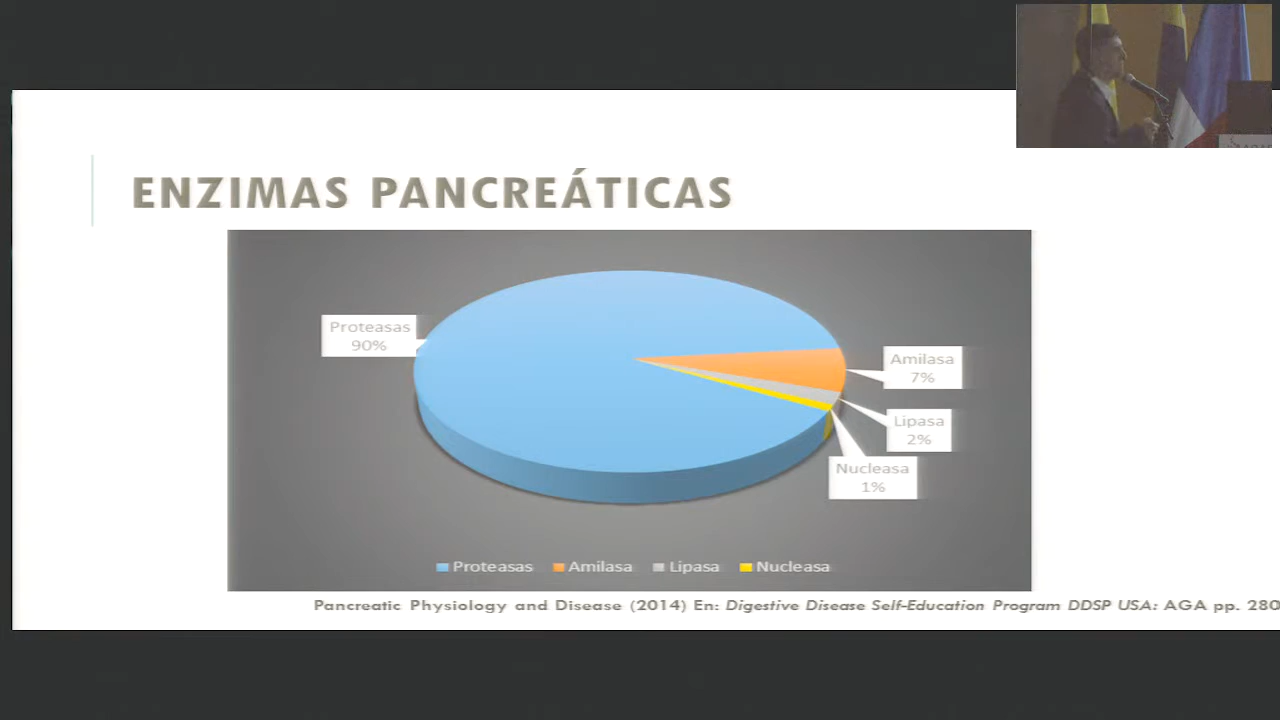 ENZIMAS PANCREÁTICAS
Proteasas
90%
Amilasa
7%
Lipasa
2%
Nucleasa
1%
Proteasas Amilasa Lipasa Nucleasa
Pancreatic Physiology and Disease (2014) En: Digestive Disease Self-Education Program DDSP USA: AGA pp. 280